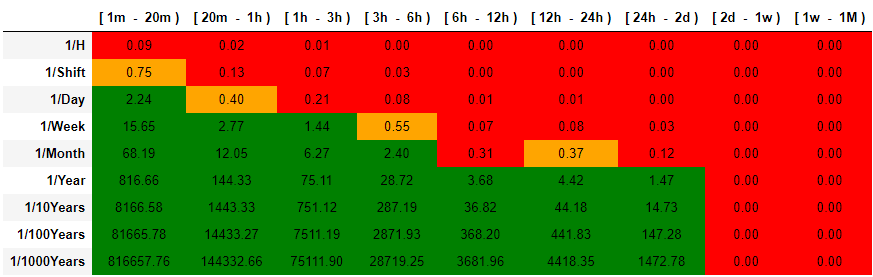 [ 1m - 20m ) [ 20m - 1h ) [ 1h - 3h ) [ 3h - 6h ) [ 6h - 12h ) [ 12h - 24h ) [ 24h - 2d ) [ 2d - 1w ) [ 1w - 1M )
1/H 0.09 0.02 0.01 0.00 0.00 0.00 0.00 0.00 0.00
1/Shift 0.75 0.13 0.07 0.03 0.00 0.00 0.00 0.00 0.00
1/Day 2.24 0.40 0.21 0.08 0.01 0.01 0.00 0.00 0.00
1/Week 15.65 2.77 1.44 0.55 0.07 0.08 0.03 0.00 0.00
1/Month 68.19 12.05 6.27 2.40 0.31 0.37 0.12 0.00 0.00
1/Year 816.66 144.33 75.11 28.72 3.68 4.42 1.47 0.00 0.00
1/10Years 8166.58 1443.33 751.12 287.19 36.82 44.18 14.73 0.00 0.00
1/100Years 81665.78 14433.27 7511.19 2871.93 368.20 441.83 147.28 0.00 0.00
1/1000Years 816657.76 144332.66 75111.90 28719.25 3681.96 4418.35 1472.78 0.00 0.00